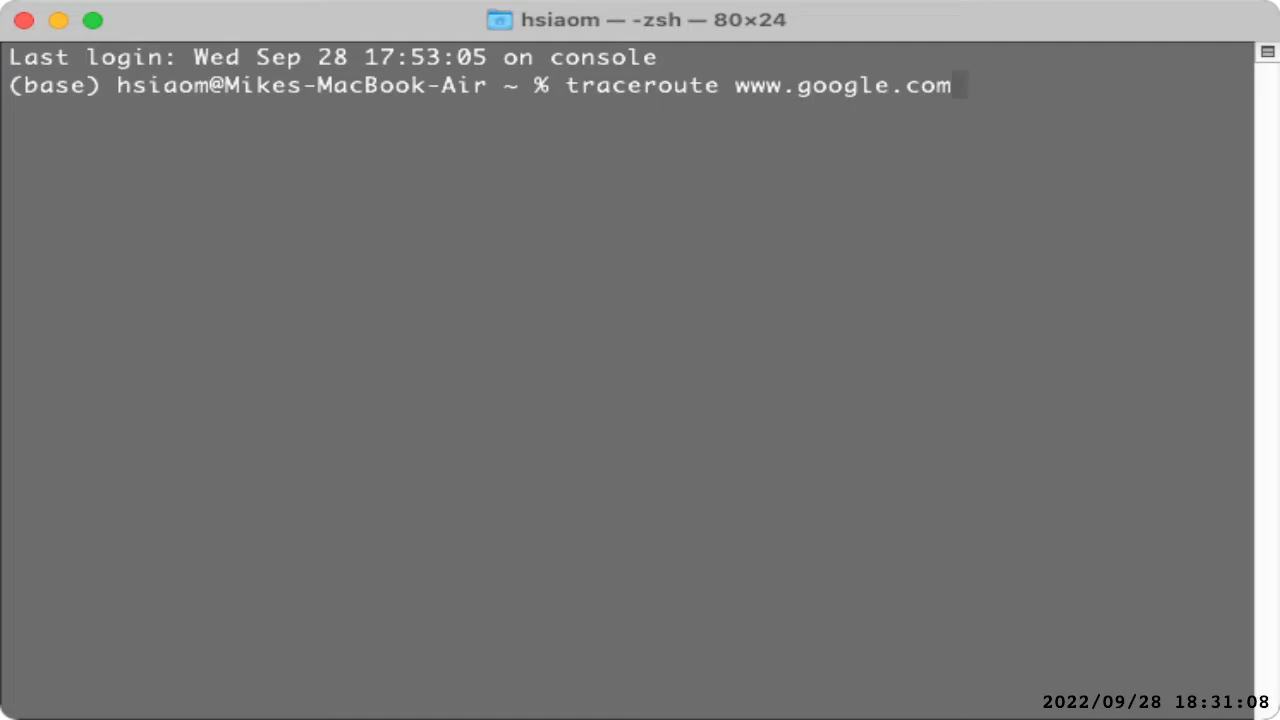 hsiaom — -zsh — 80×24
Last login: Wed Sep 28 17:53:05 on console
(base) hsiaom@Mikes-MacBook-Air ~ % traceroute www.google.com
2022/09/28 18:31:08